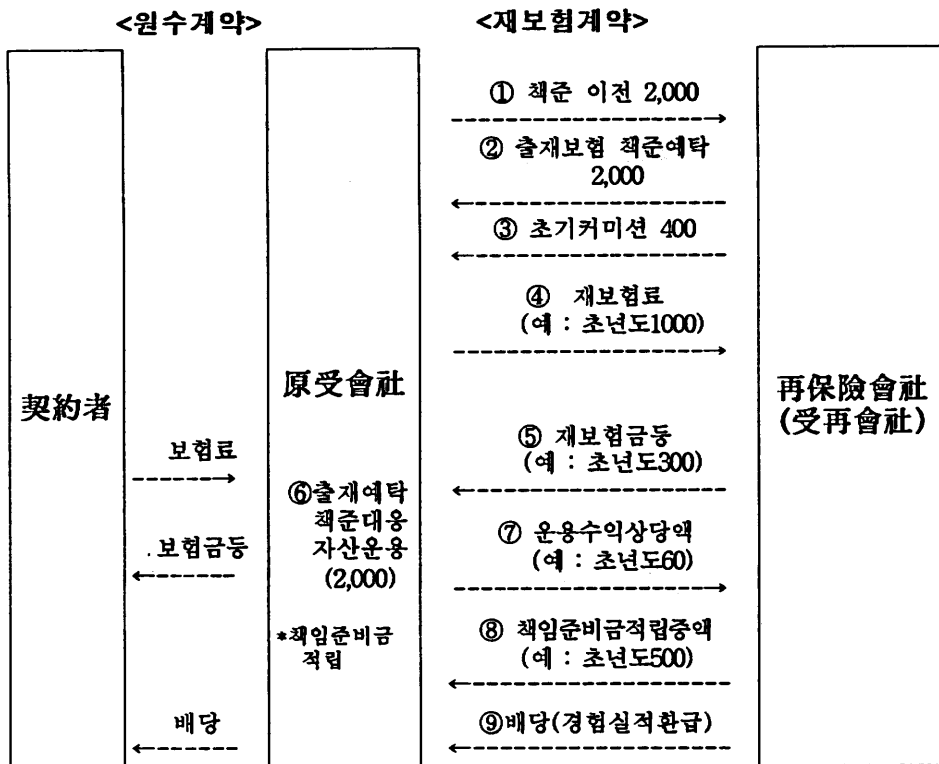 <원수계약>
<재보험계약>
契約者
보험료
보험금등
배당
原受會社
⑥출재예탁
책준대응
자산운용
(2,000)
*책임준비금
적립
① 책준 이전 2,000
② 출재보험 책준예탁
2,000
③ 초기커미션 400
④ 재보험료
(예 : 초년도1000)
⑤ 재보험금등
(예 : 초년도300)
⑦ 운용수익상당액
(예 : 초년도60)
⑧ 책임준비금적립증액
(예 : 초년도500)
⑨배당(경험실적환급)
再保險會社
(受再會社)